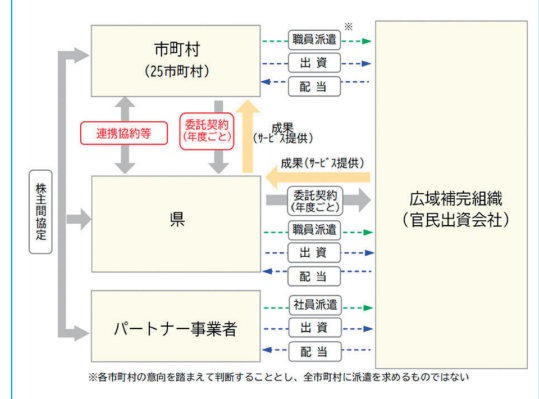 ※
市町村
(25市町村)
職員派遣
出 資
配 当
連携協約等
委託契約
(年度ごと)
成果
(サービス提供)
成果(サービス提供)
株主間協定
県
委託契約
(年度ごと)
職員派遣
出 資
配 当
広域補完組織
(官民出資会社)
パートナー事業者
社員派遣
出 資
配 当
※各市町村の意向を踏まえて判断することとし、全市町村に派遣を求めるものではない